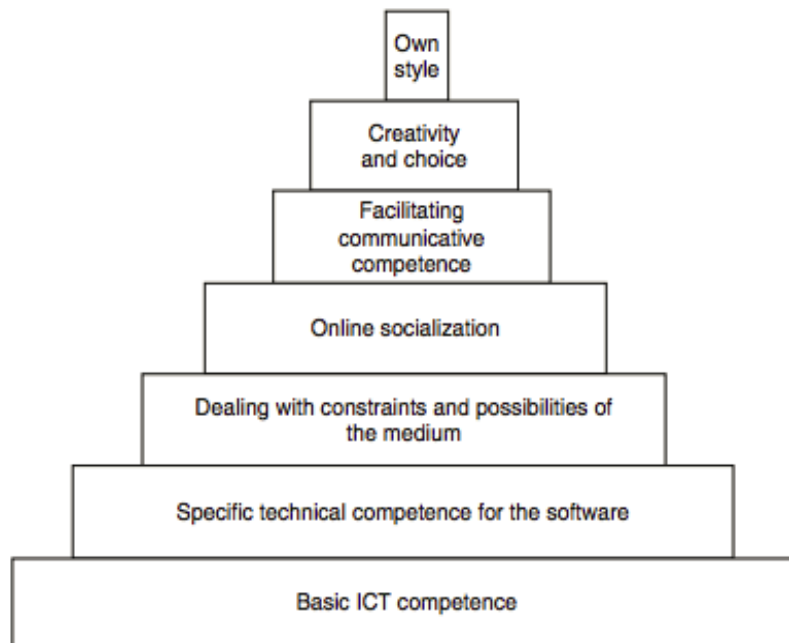 Own
style
Creativity
and choice
Facilitating
communicative
competence
Online socialization
Dealing with constraints and possibilities of
the medium
Specific technical competence for the software
Basic ICT competence